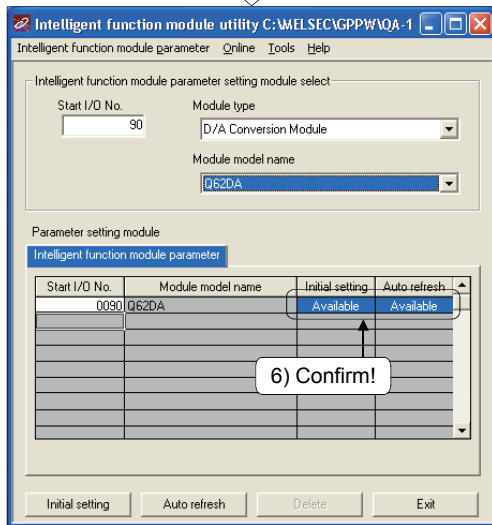 Intelligent function module utility C:\MELSEC\GPPW\QA-1
Intelligent function module parameter Online Tools Help
Intelligent function module parameter setting module select
Start I/O No. Module type
90 D/A Conversion Module
Module model name
Q62DA
Parameter setting module
Intelligent function module parameter
Start I/O No. Module model name Initial setting Auto refresh
0090 Q62DA Available Available
6) Confirm!
Initial setting Auto refresh Delete Exit